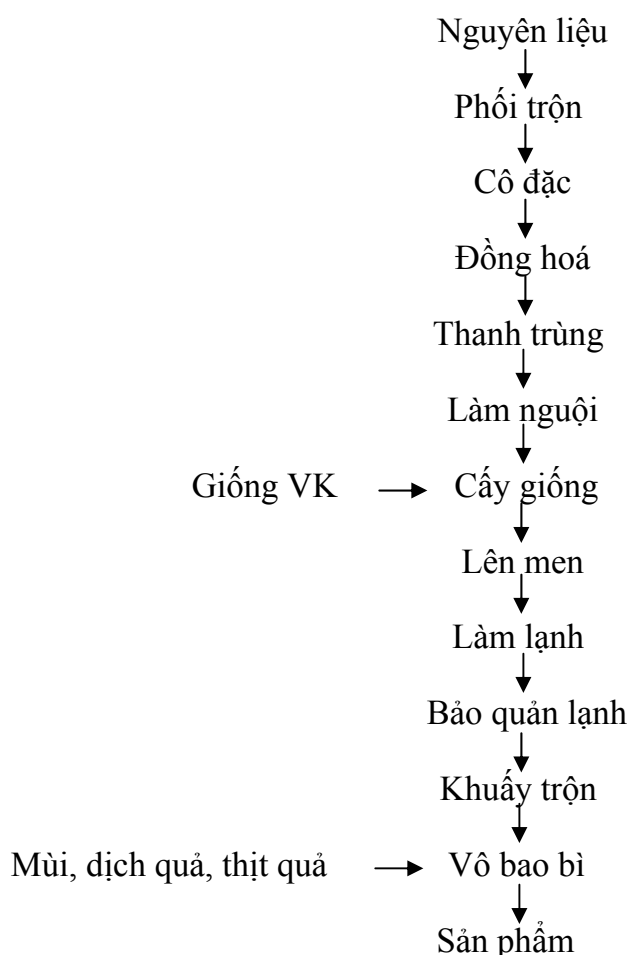 Nguyên liệu
Phối trộn
Cô đặc
Đồng hoá
Thanh trùng
Làm nguội
Giống VK Cấy giống
Lên men
Làm lạnh
Bảo quản lạnh
Khuấy trộn
Mùi, dịch quả, thịt quả Vô bao bì
Sản phẩm